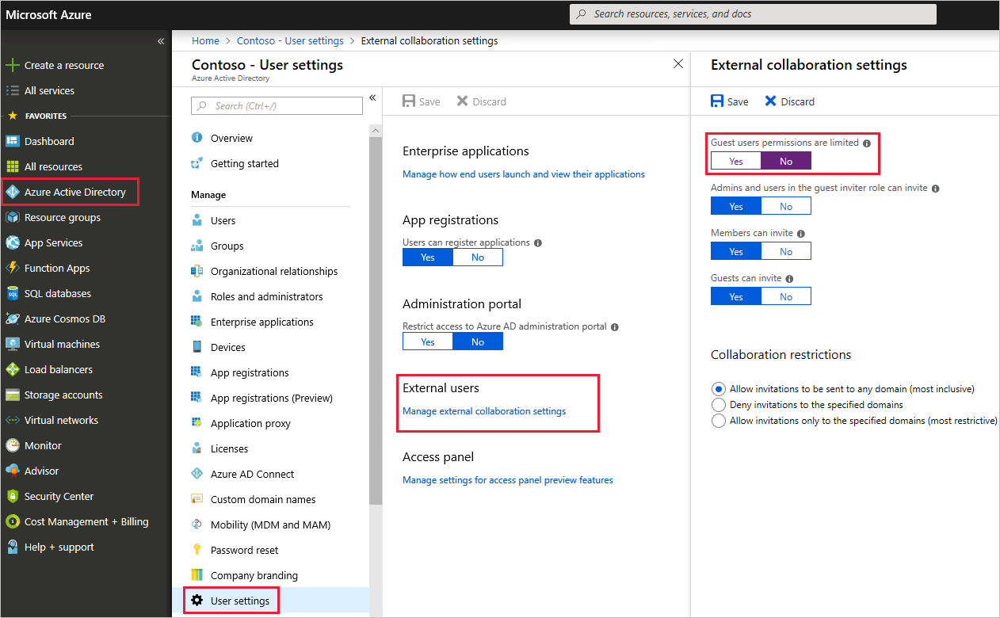 Microsoft Azure
Search resources, services, and docs
«
Create a resource
All services
FAVORITES
Dashboard
All resources
Azure Active Directory
Resource groups
App Services
Function Apps
SQL databases
Azure Cosmos DB
Virtual machines
Load balancers
Storage accounts
Virtual networks
Monitor
Advisor
Security Center
Cost Management + Billing
Help + support
Home > Contoso - User settings > External collaboration settings
Contoso - User settings
Azure Active Directory
Search (Ctrl+/)
«
Overview
Getting started
Manage
Users
Groups
Organizational relationships
Roles and administrators
Enterprise applications
Devices
App registrations
App registrations (Preview)
Application proxy
Licenses
Azure AD Connect
Custom domain names
Mobility (MDM and MAM)
Password reset
Company branding
User settings
Save Discard
Enterprise applications
Manage how end users launch and view their applications
App registrations
Users can register applications
Yes No
Administration portal
Restrict access to Azure AD administration portal
Yes No
External users
Manage external collaboration settings
Access panel
Manage settings for access panel preview features
External collaboration settings
Save Discard
Guest users permissions are limited
Yes No
Admins and users in the guest inviter role can invite
Yes No
Members can invite
Yes No
Guests can invite
Yes No
Collaboration restrictions
Allow invitations to be sent to any domain (most inclusive)
Deny invitations to the specified domains
Allow invitations only to the specified domains (most restrictive)